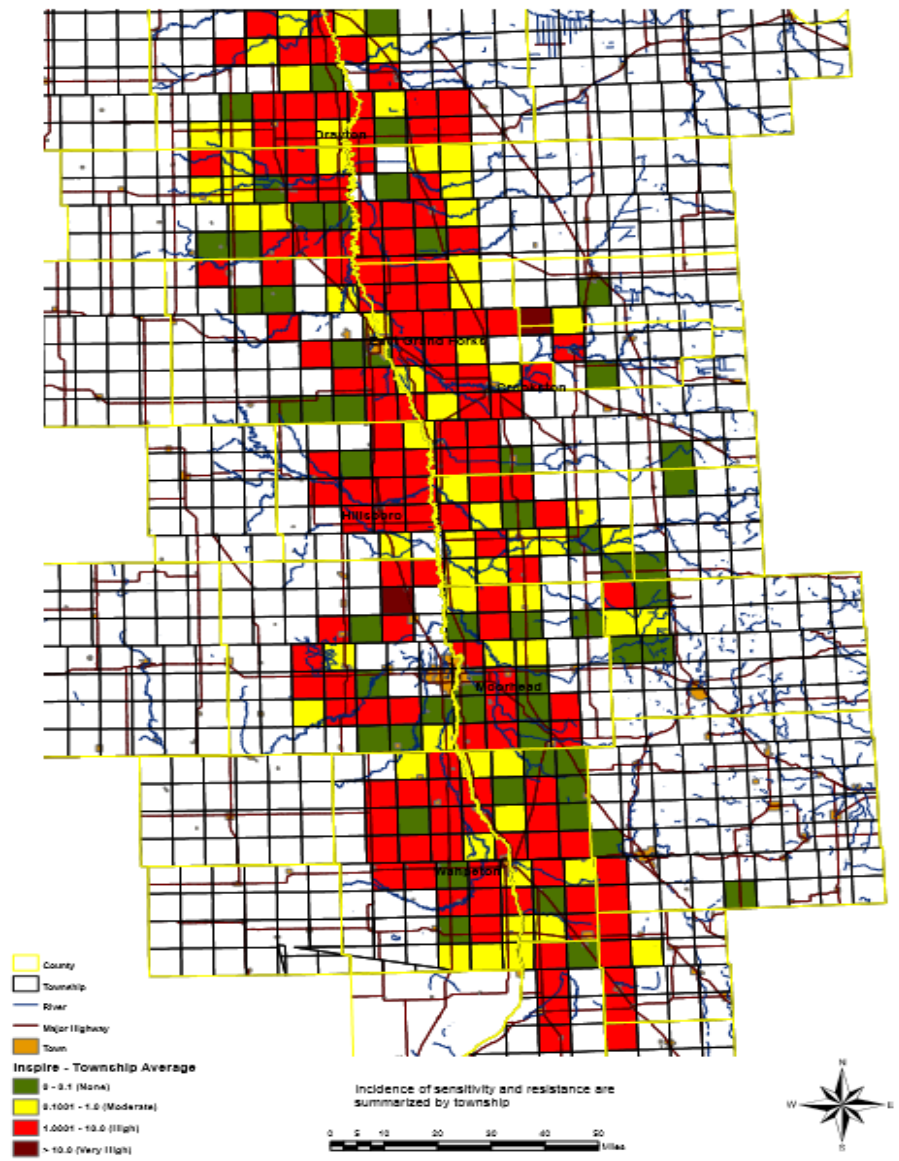 Drayton
East Grand Forks
Crookston
Hillsboro
Moorhead
Wahpeton
County
Township
River
Major Highway
Town
Inspire - Township Average
0 - 0.1 (None)
0.1001 - 1.0 (Moderate)
1.0001 - 10.0 (High)
> 10.0 (Very High)
Incidence of sensitivity and resistance are
summarized by township
0 5 10 20 30 40 50
Miles
N
W E
S